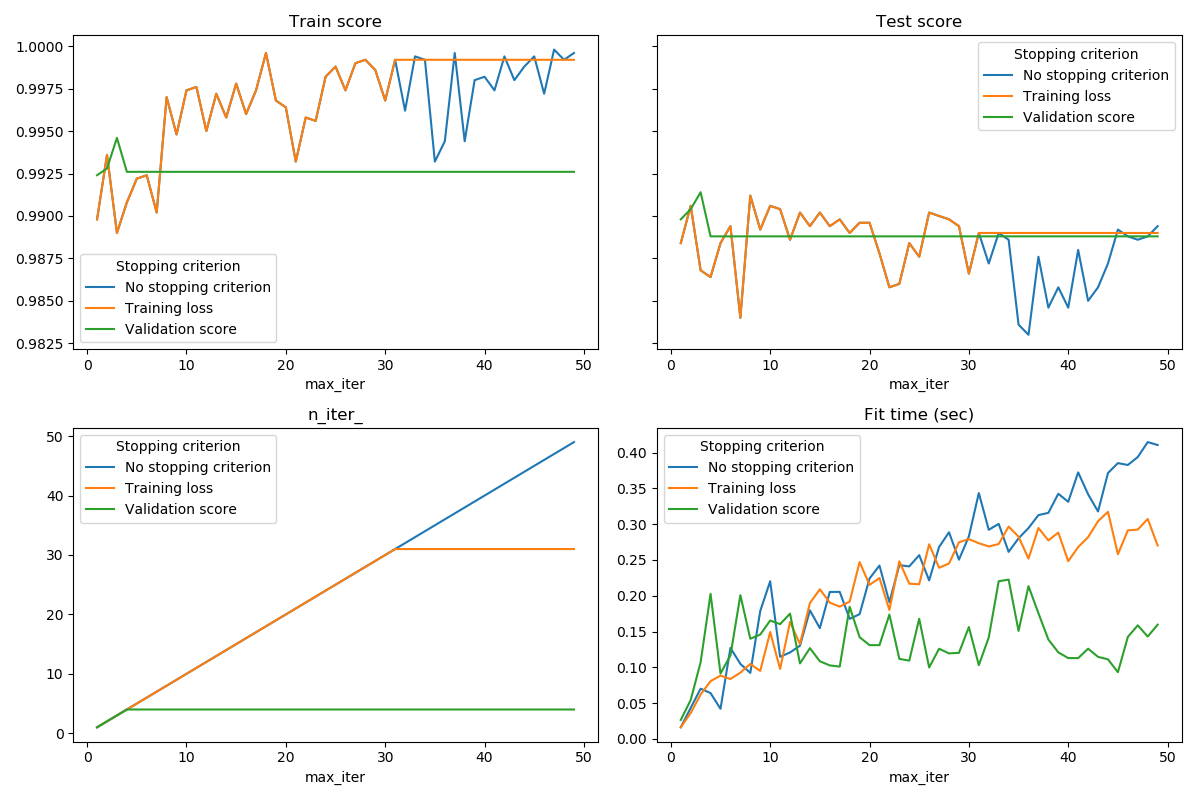 Train score
1.0000
0.9975
0.9950
0.9925
0.9900
0.9875
0.9850
0.9825
Stopping criterion
No stopping criterion
Training loss
Validation score
0 10 20 30 40 50
max_iter
Test score
Stopping criterion
No stopping criterion
Training loss
Validation score
0 10 20 30 40 50
max_iter
n_iter_
50
40
30
20
10
0
Stopping criterion
No stopping criterion
Training loss
Validation score
0 10 20 30 40 50
max_iter
Fit time (sec)
0.40
0.35
0.30
0.25
0.20
0.15
0.10
0.05
0.00
Stopping criterion
No stopping criterion
Training loss
Validation score
0 10 20 30 40 50
max_iter